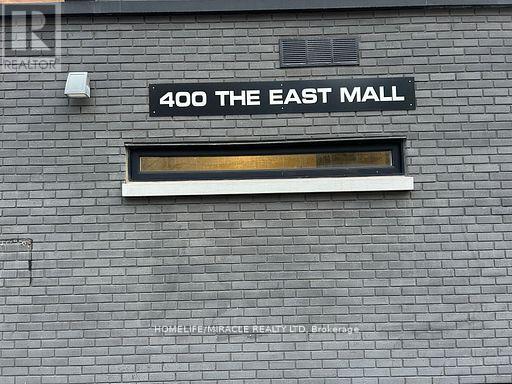 R
REALTOR
400 THE EAST MALL
HOMELIFE/MIRACLE REALTY LTD, Brokerage